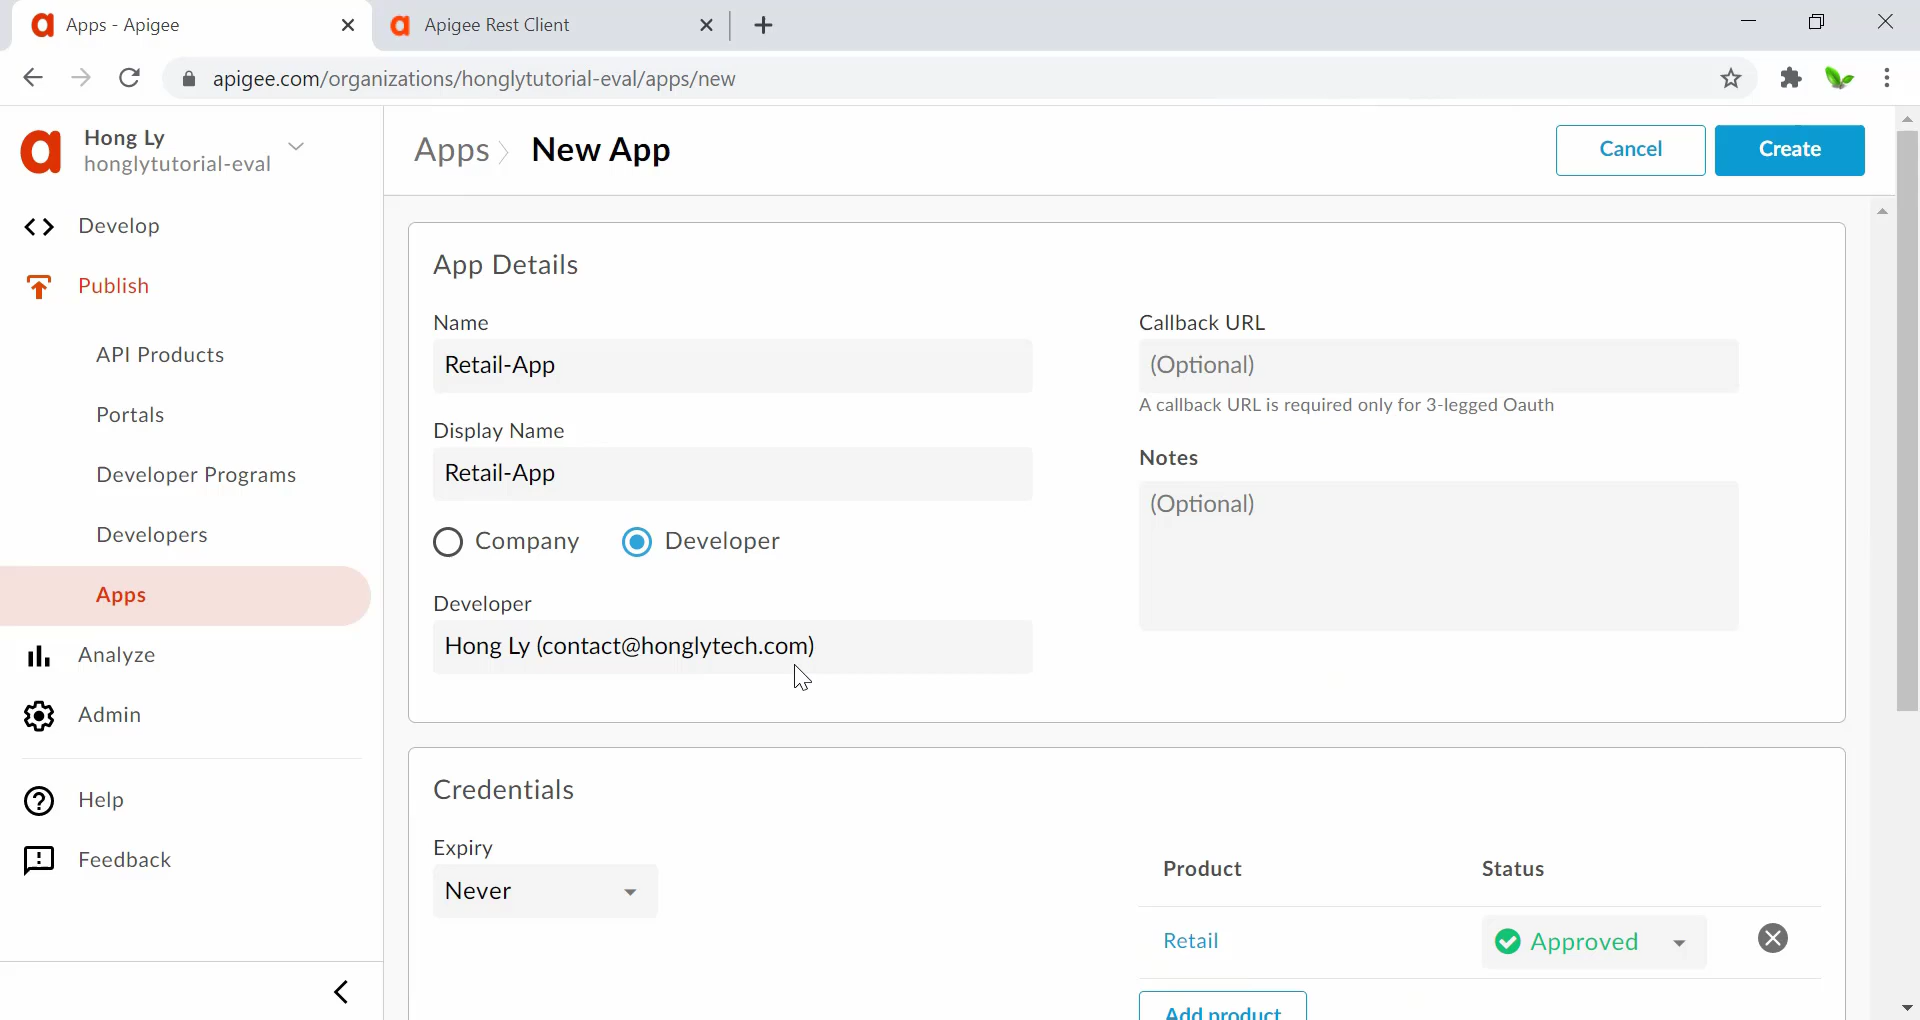 Apps - Apigee
Apigee Rest Client
apigee.com/organizations/honglytutorial-eval/apps/new
Hong Ly
honglytutorial-eval
Develop
Publish
API Products
Portals
Developer Programs
Developers
Apps
Analyze
Admin
Help
Feedback
Apps
New App
Cancel
Create
App Details
Name
Retail-App
Display Name
Retail-App
Company
Developer
Developer
Hong Ly (contact@honglytech.com)
Callback URL
(Optional)
A callback URL is required only for 3-legged Oauth
Notes
(Optional)
Credentials
Expiry
Never
Product
Status
Retail
Approved
Add product